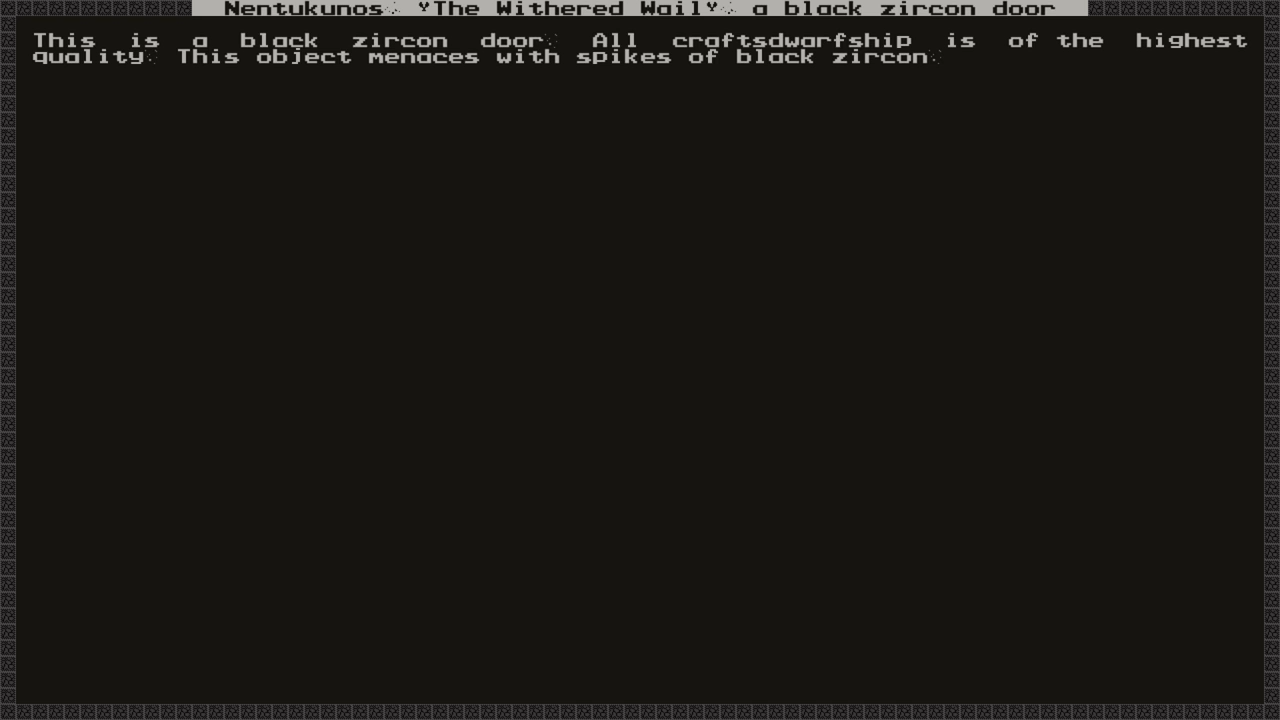 Nentukunos, "The Withered Wail", a black zircon door
This is a black zircon door. All craftsdwarfship is of the highest
quality. This object menaces with spikes of black zircon.